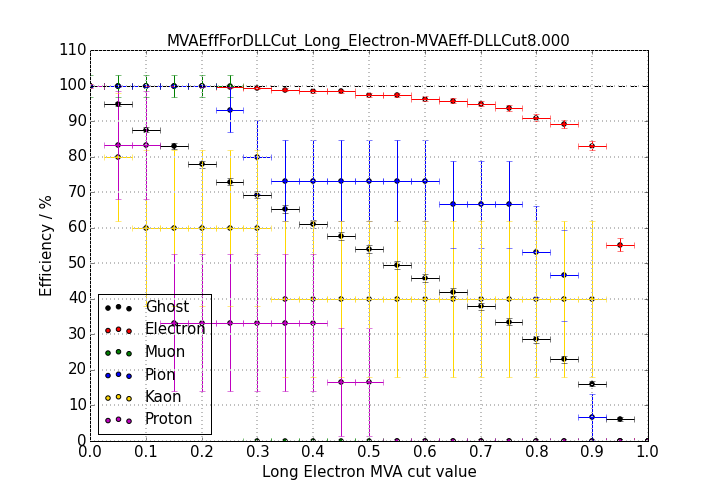 MVAEffForDLLCut_Long_Electron-MVAEff-DLLCut8.000
110
100
90
80
70
60
50
40
30
20
10
0
Efficiency / %
Ghost
Electron
Muon
Pion
Kaon
Proton
0.0 0.1 0.2 0.3 0.4 0.5 0.6 0.7 0.8 0.9 1.0
Long Electron MVA cut value